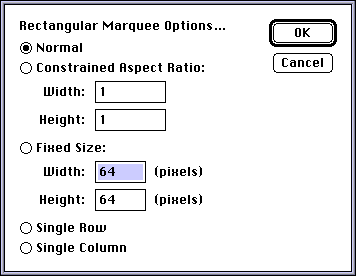 Rectangular Marquee Options...
OK
Normal
Cancel
Constrained Aspect Ratio:
Width: 1
Height: 1
Fixed Size:
Width: 64 (pixels)
Height: 64 (pixels)
Single Row
Single Column